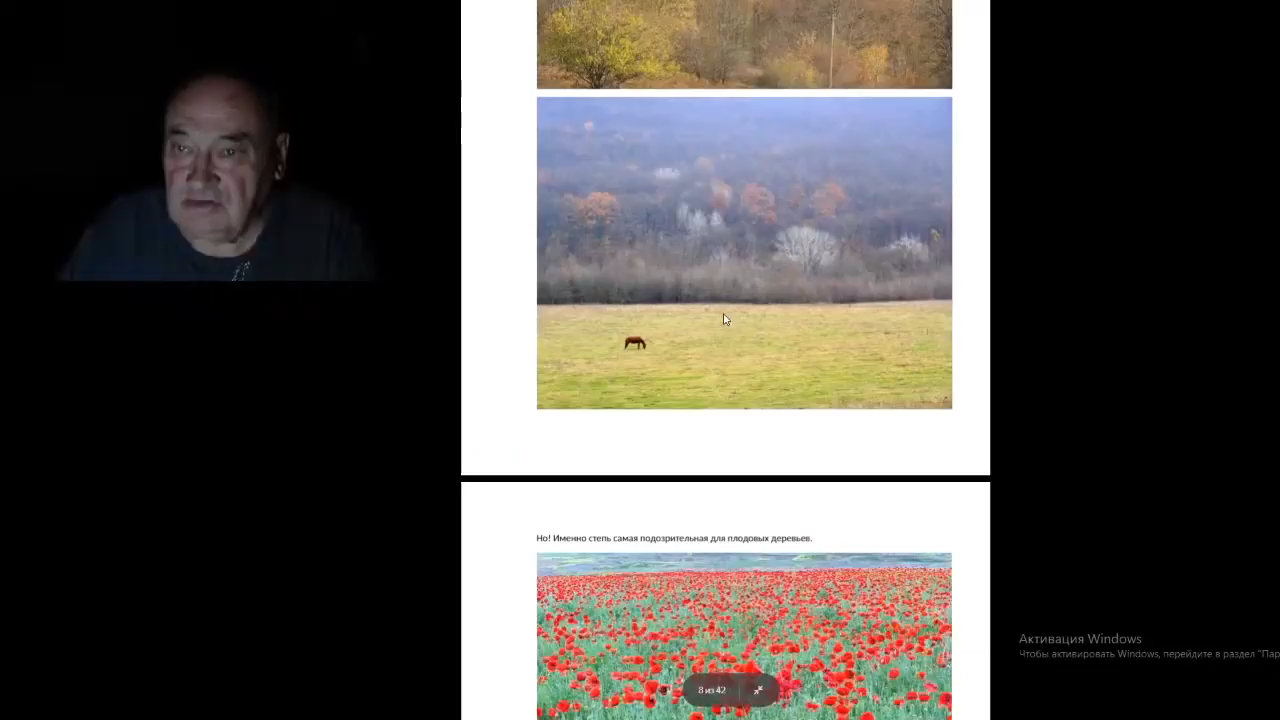 Но! Именно степь самая подозрительная для плодовых деревьев.
8 из 42
Активация Windows
Чтобы активировать Windows, перейдите в раздел "Пар